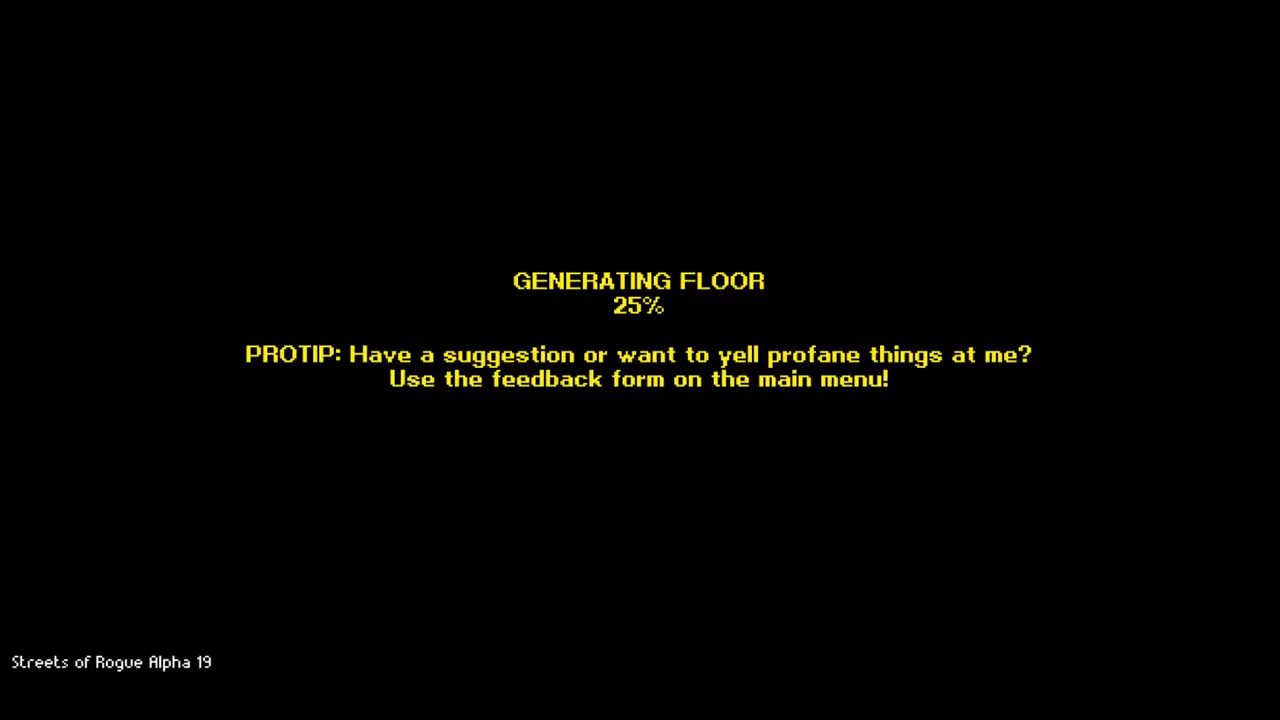 GENERATING FLOOR
25%
PROTIP: Have a suggestion or want to yell profane things at me?
Use the feedback form on the main menu!
Streets of Rogue Alpha 19